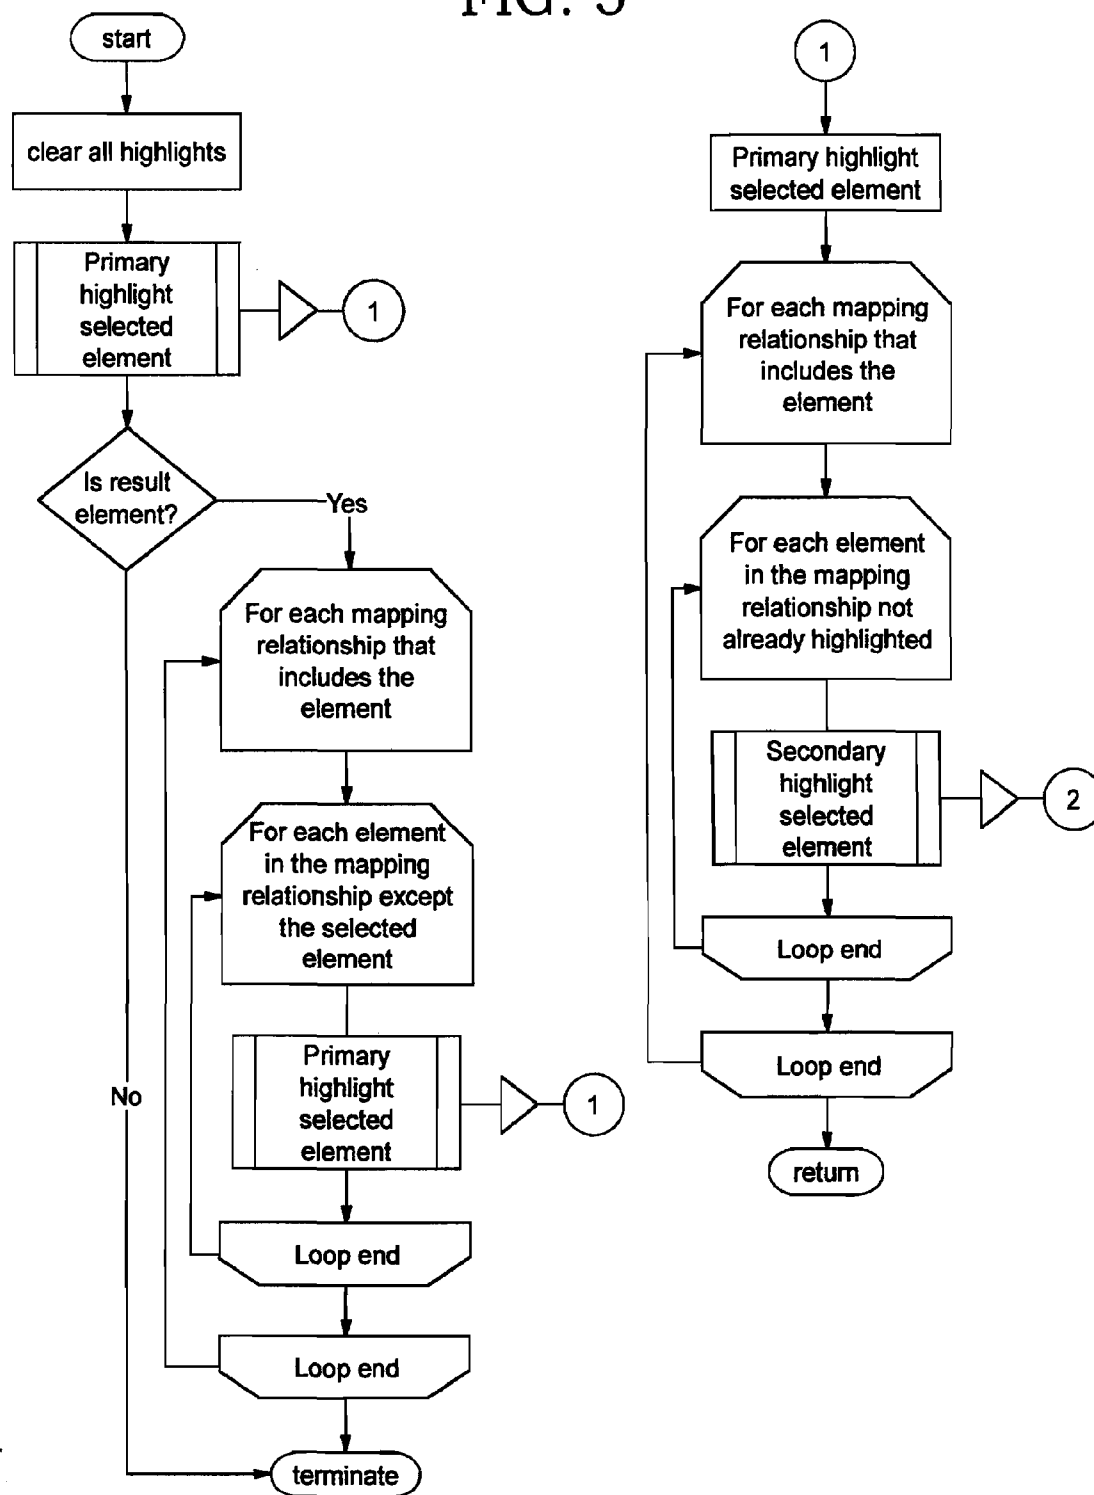 start
clear all highlights
Primary
highlight
selected
element
1
Is result
element?
Yes
No
For each mapping
relationship that
includes the
element
For each element
in the mapping
relationship except
the selected
element
Primary
highlight
selected
element
1
Loop end
Loop end
terminate
1
Primary highlight
selected element
For each mapping
relationship that
includes the
element
For each element
in the mapping
relationship not
already highlighted
Secondary
highlight
selected
element
2
Loop end
Loop end
return